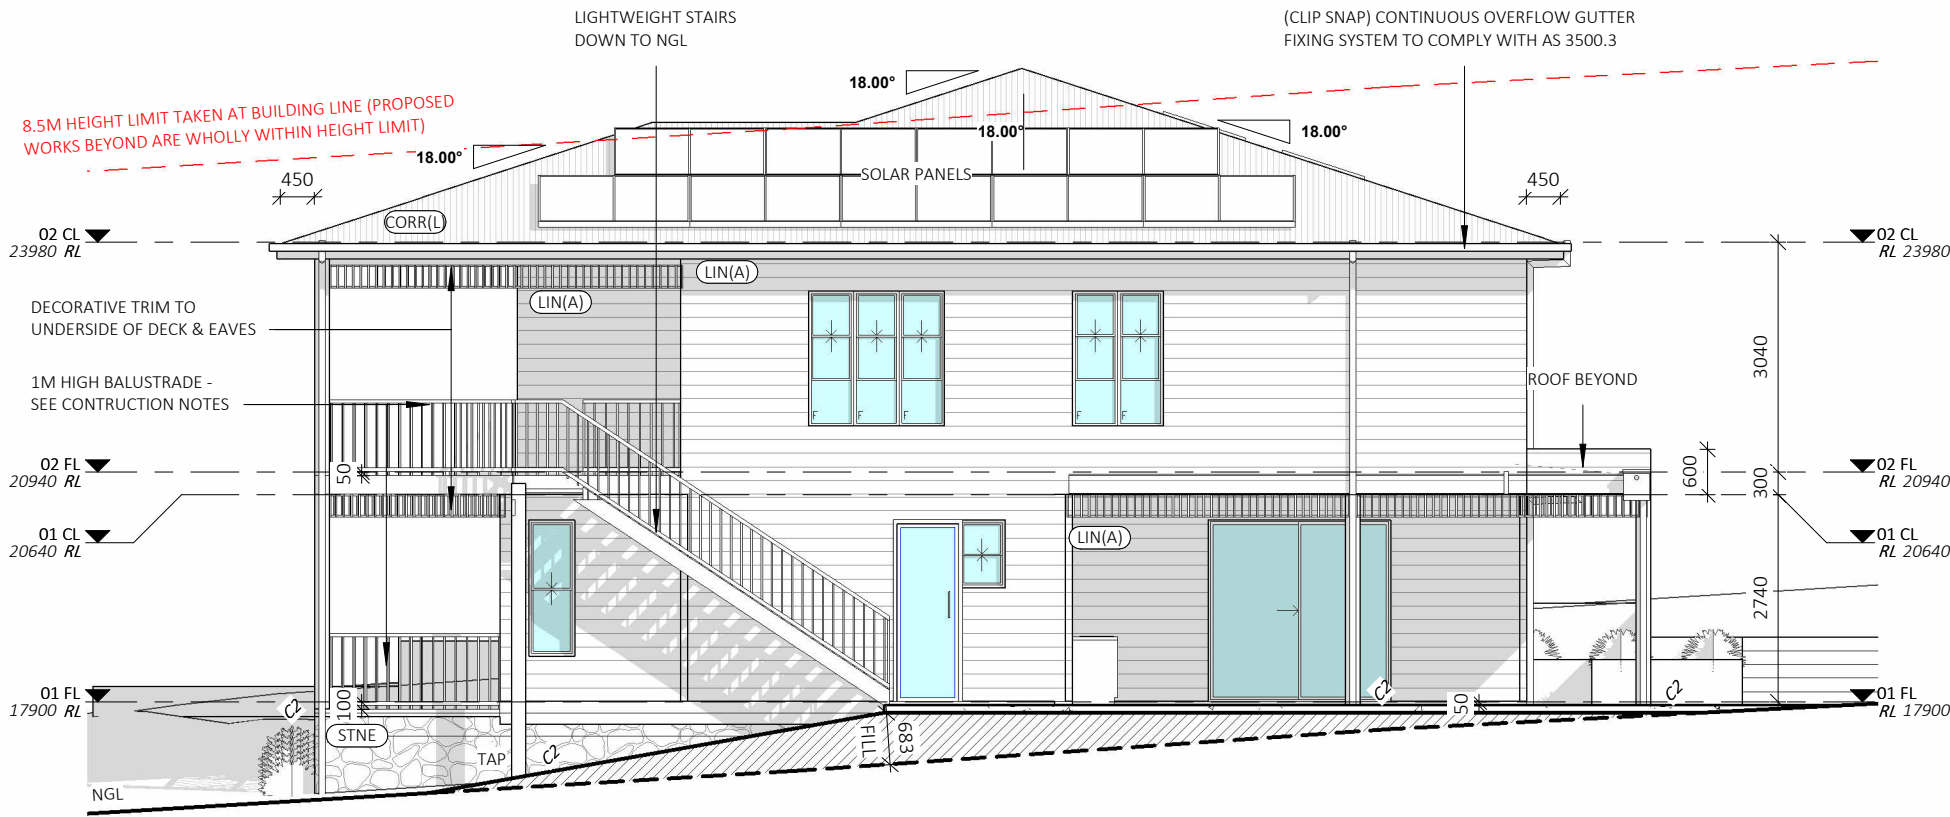 LIGHTWEIGHT STAIRS
DOWN TO NGL
(CLIP SNAP) CONTINUOUS OVERFLOW GUTTER
FIXING SYSTEM TO COMPLY WITH AS 3500.3
8.5M HEIGHT LIMIT TAKEN AT BUILDING LINE (PROPOSED
WORKS BEYOND ARE WHOLLY WITHIN HEIGHT LIMIT)
18.00°
18.00°
18.00°
18.00°
SOLAR PANELS
450
450
CORR(L)
02 CL
23980 RL
02 CL
RL 23980
LIN(A)
LIN(A)
DECORATIVE TRIM TO
UNDERSIDE OF DECK & EAVES
3040
1M HIGH BALUSTRADE -
SEE CONTRUCTION NOTES
ROOF BEYOND
F
F
F
F
F
02 FL
20940 RL
50
600
300
02 FL
RL 20940
01 CL
20640 RL
LIN(A)
01 CL
RL 20640
2740
01 FL
17900 RL
C2
100
C2
50
C2
01 FL
RL 17900
STNE
TAP
C2
FILL
683
NGL